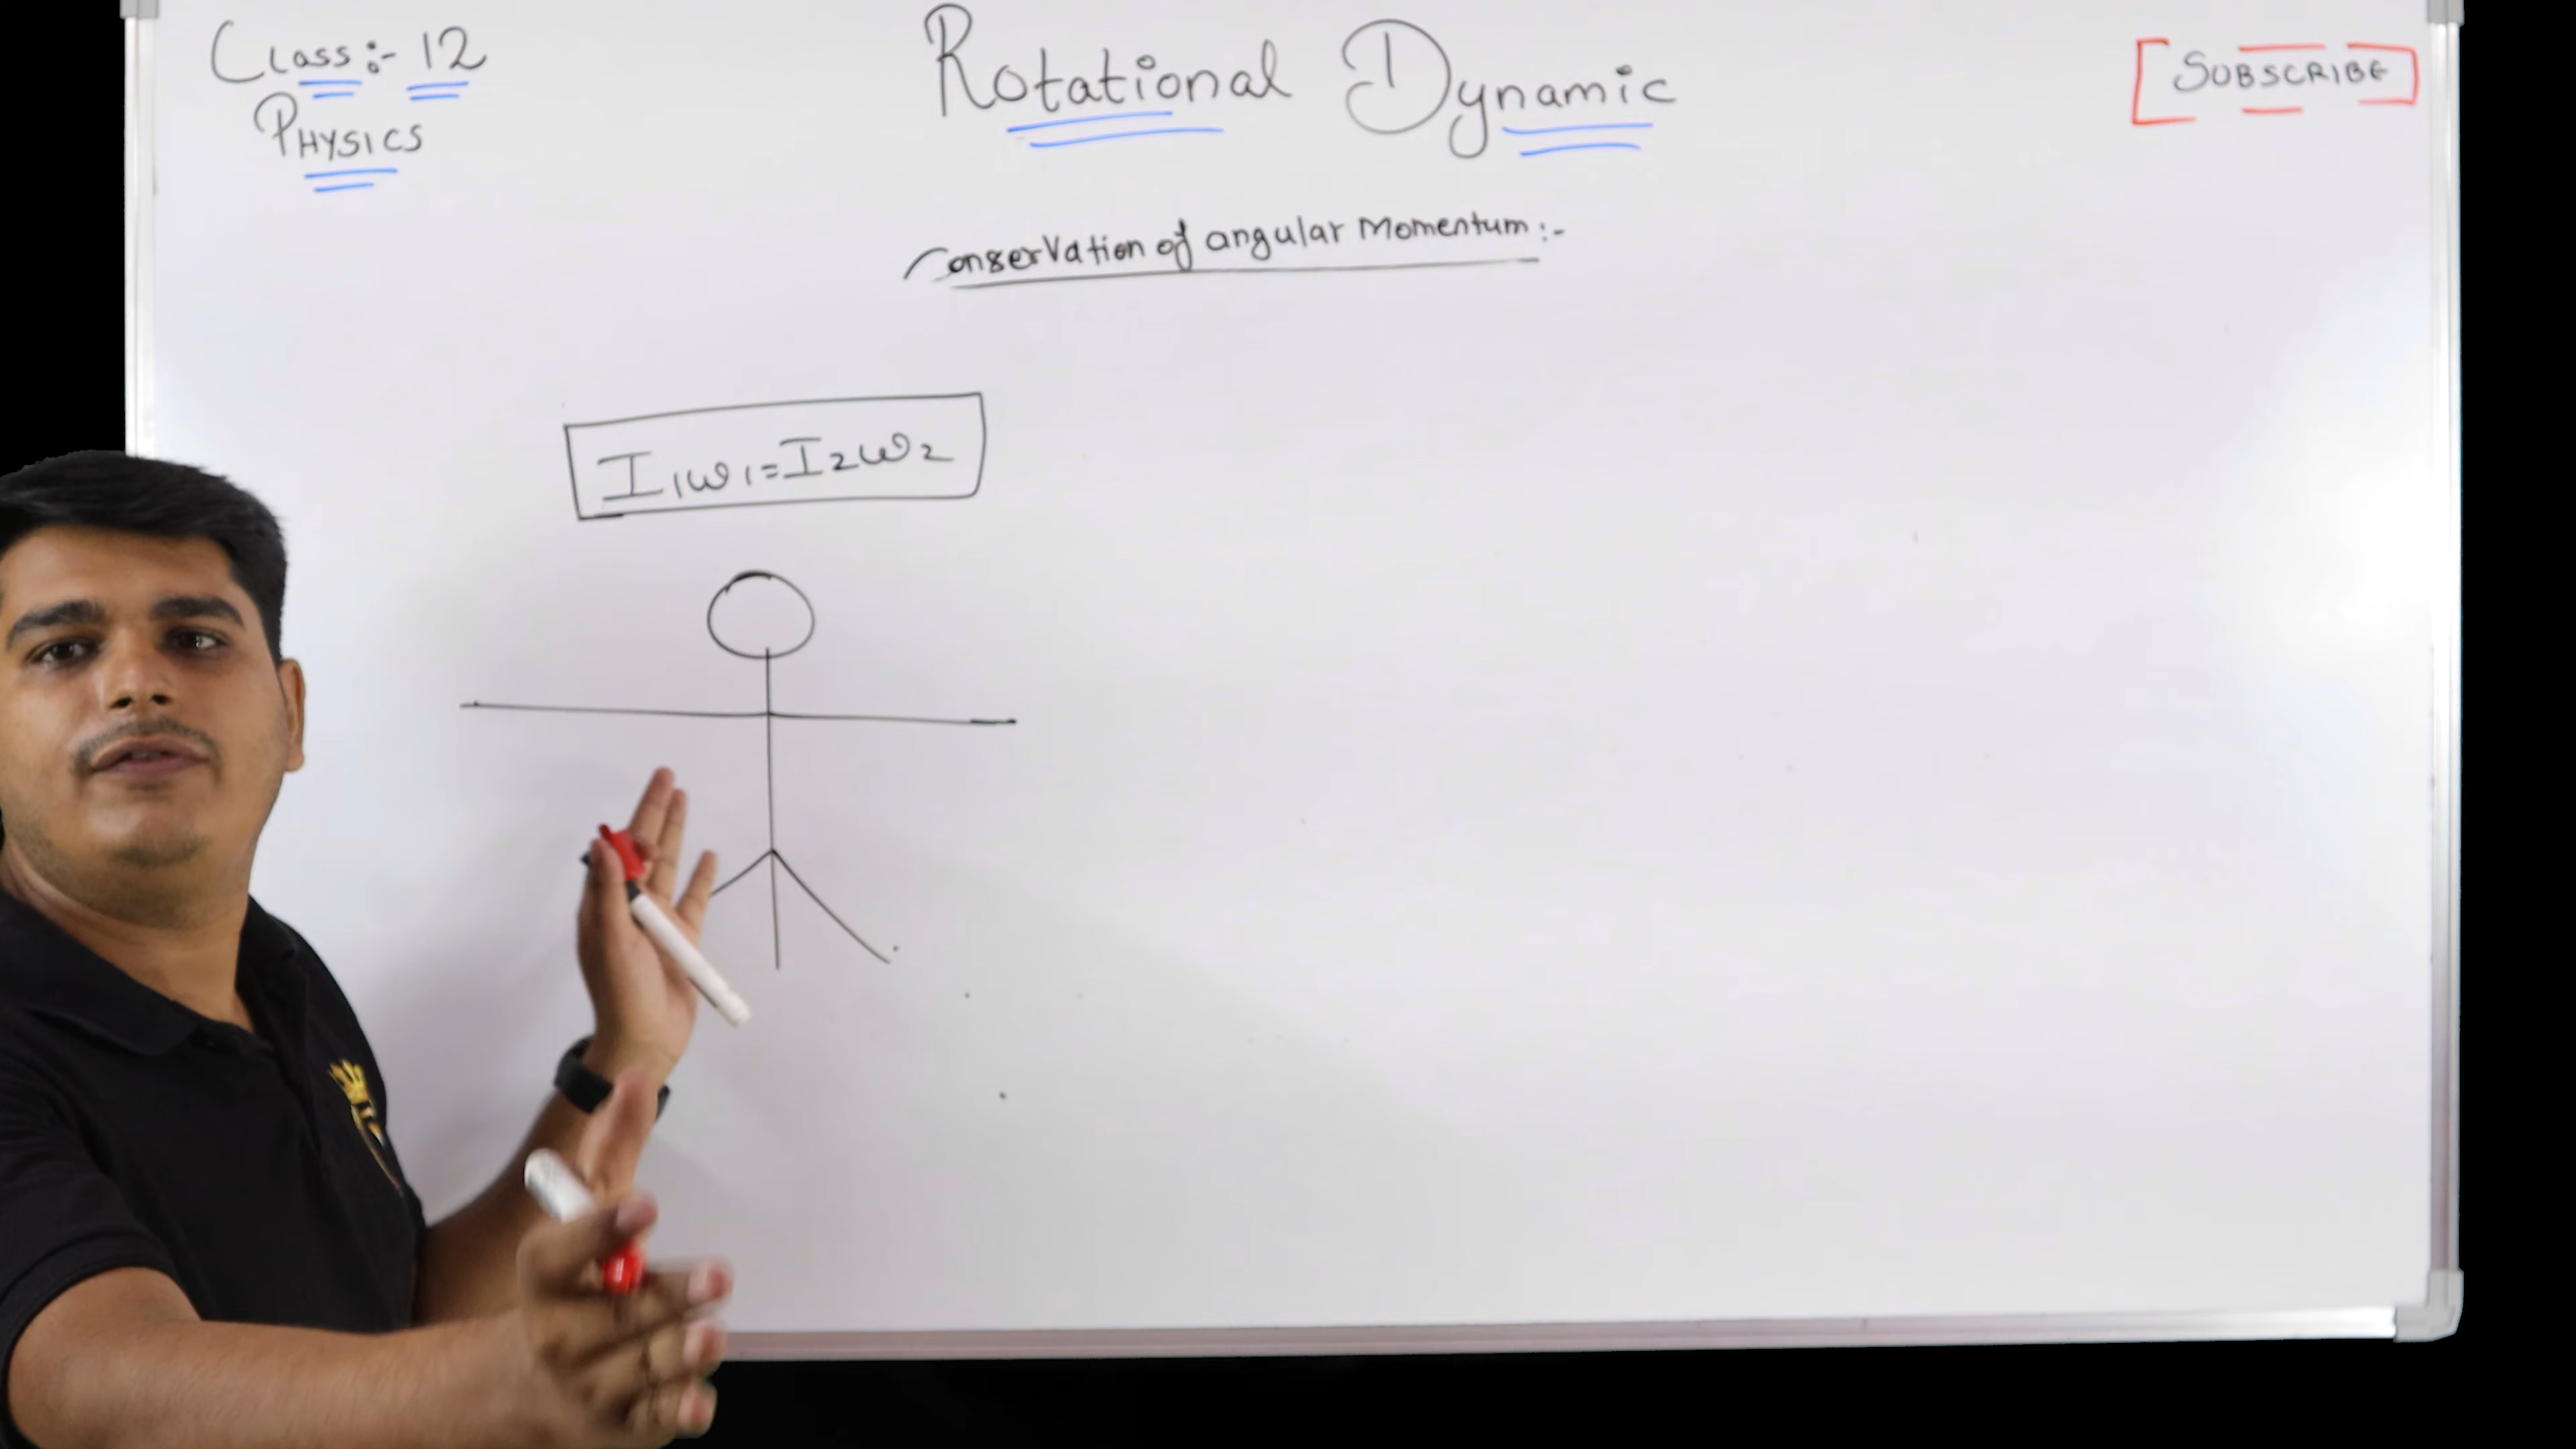 Class:- 12
Physics
Rotational Dynamic
SUBSCRIBE
Conservation of angular Momentum:-
I₁ω₁=I₂ω₂